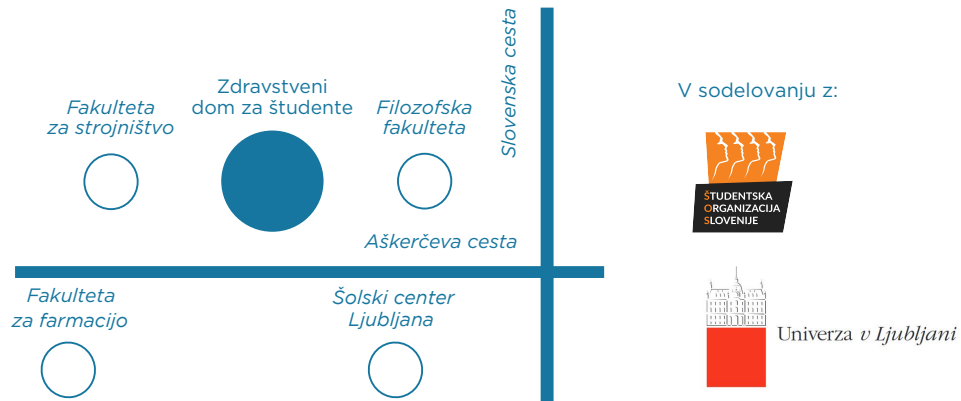 Slovenska cesta
Zdravstveni
dom za študente
Fakulteta
za strojništvo
Filozofska
fakulteta
Aškerčeva cesta
Fakulteta
za farmacijo
Šolski center
Ljubljana
V sodelovanju z:
ŠTUDENTSKA
ORGANIZACIJA
SLOVENIJE
Univerza v Ljubljani